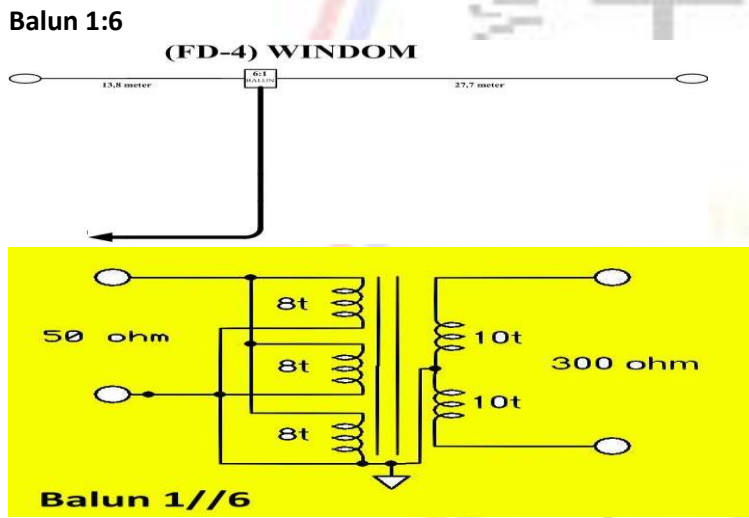 Balun 1:6
(FD-4) WINDOM
6:1
BALUN
13,8 meter
27,7 meter
8t
50 ohm
10t
8t
300 ohm
10t
8t
Balun 1//6